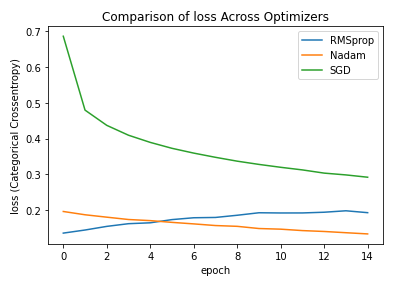 Comparison of loss Across Optimizers
loss (Categorical Crossentropy)
0.7
0.6
0.5
0.4
0.3
0.2
RMSprop
Nadam
SGD
0 2 4 6 8 10 12 14
epoch